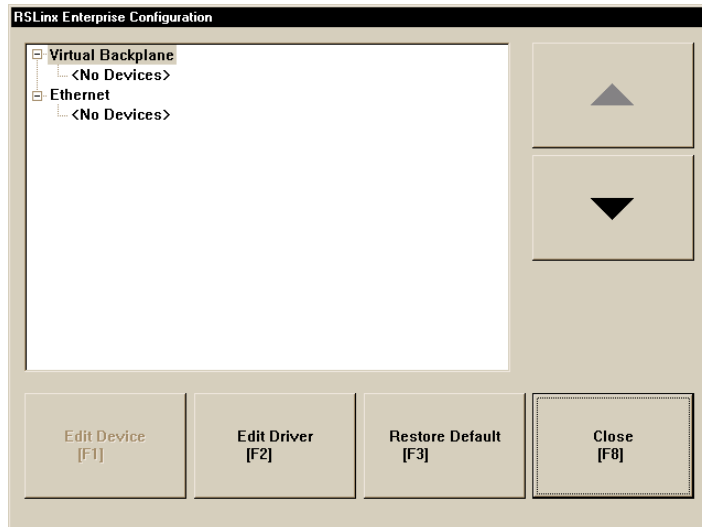 RSLinx Enterprise Configuration
Virtual Backplane
<No Devices>
Ethernet
<No Devices>
Edit Device
[F1]
Edit Driver
[F2]
Restore Default
[F3]
Close
[F8]